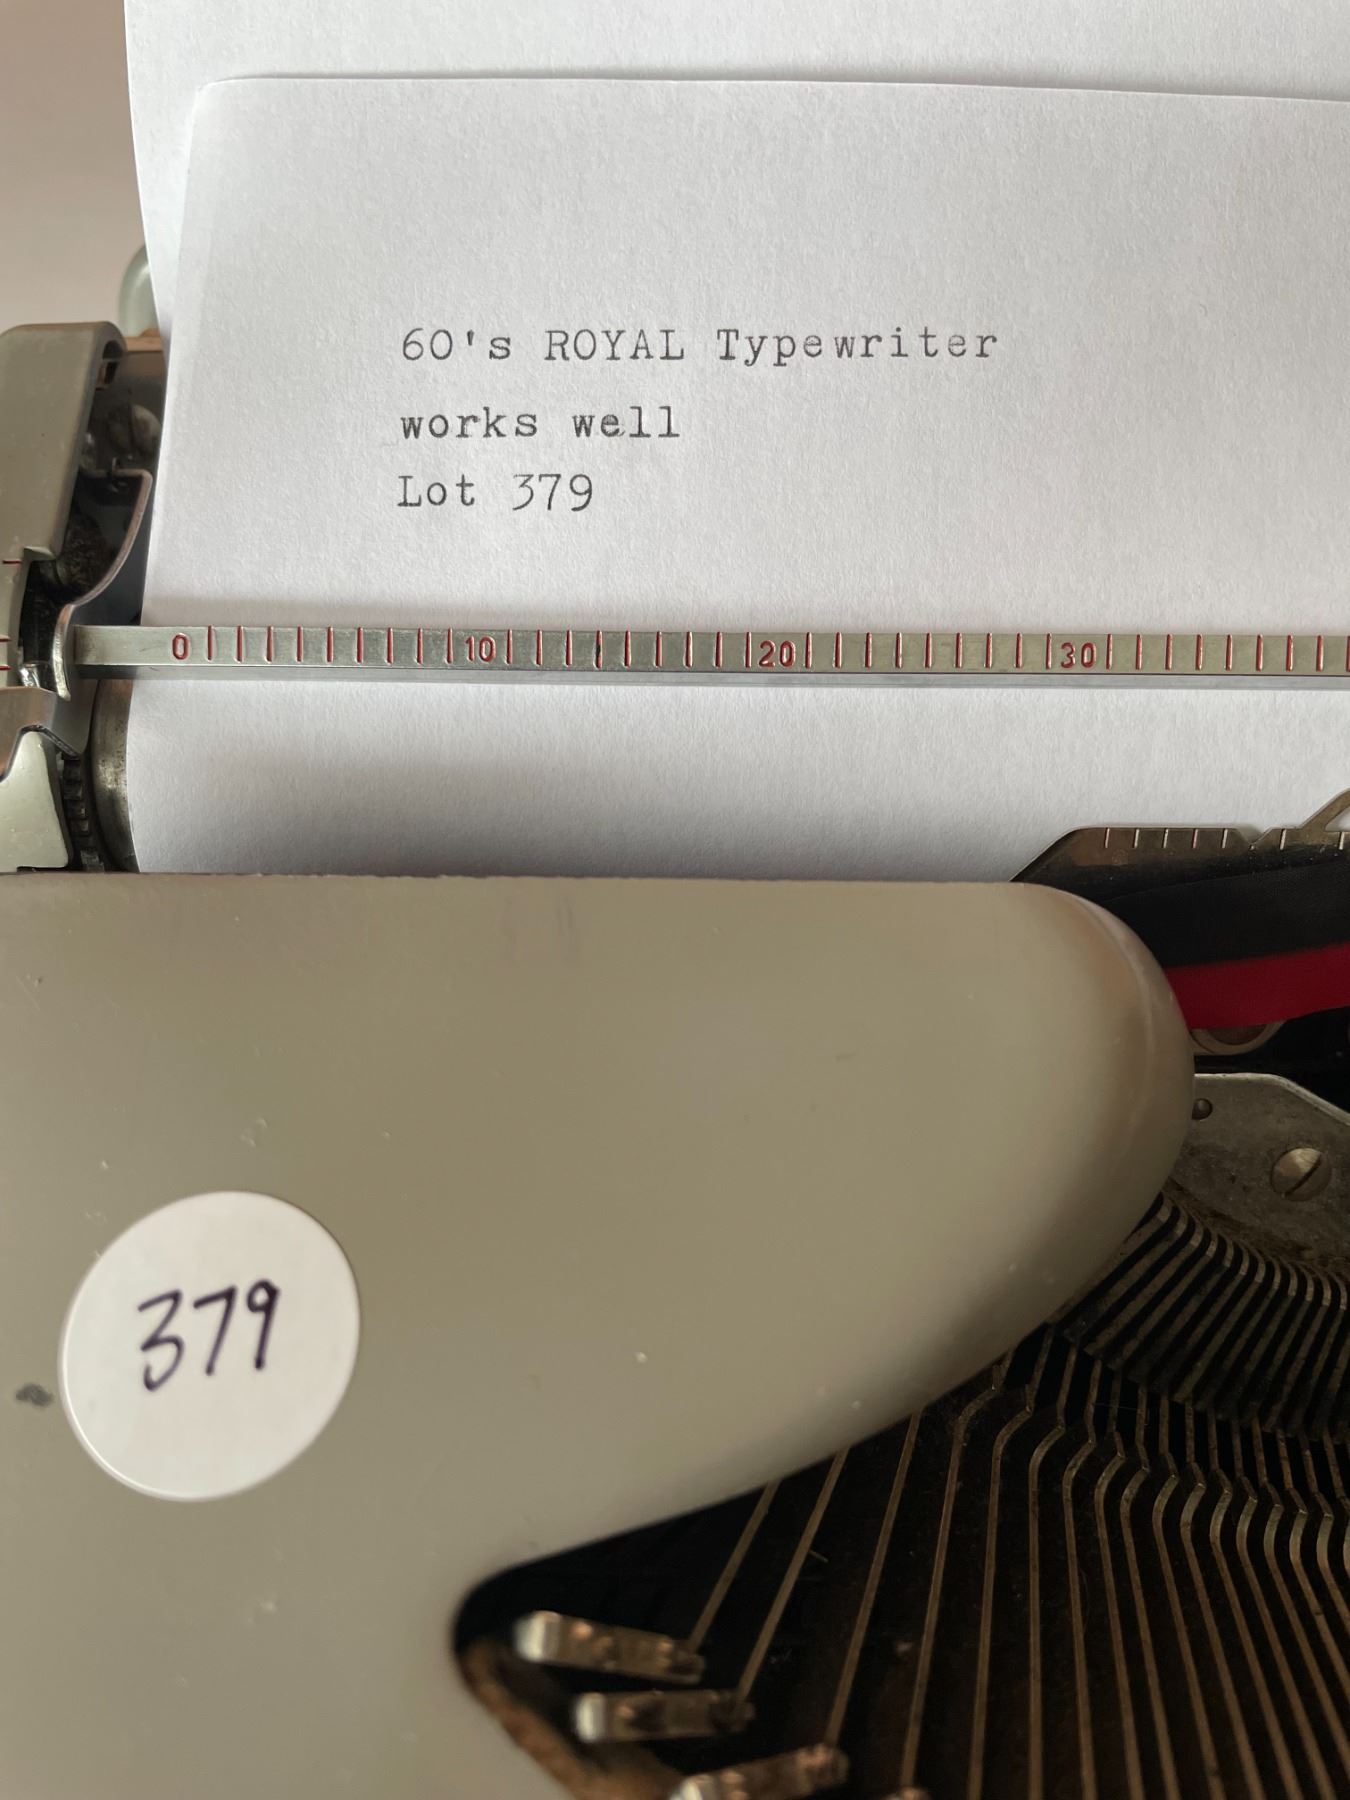 60's ROYAL Typewriter
works well
Lot 379
0 10 20 30
379